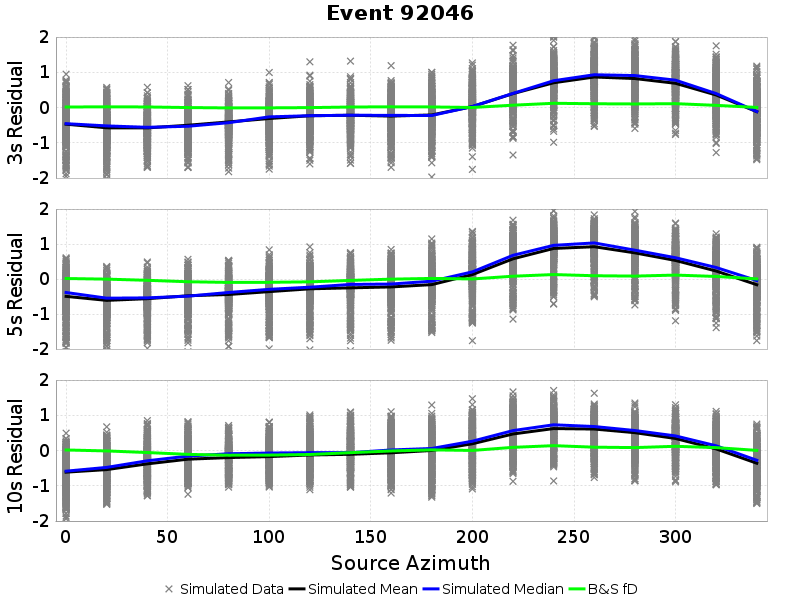 Event 92046
3s Residual
2
1
0
-1
-2
5s Residual
2
1
0
-1
-2
10s Residual
2
1
0
-1
-2
0 50 100 150 200 250 300
Source Azimuth
Simulated Data Simulated Mean Simulated Median B&S fD